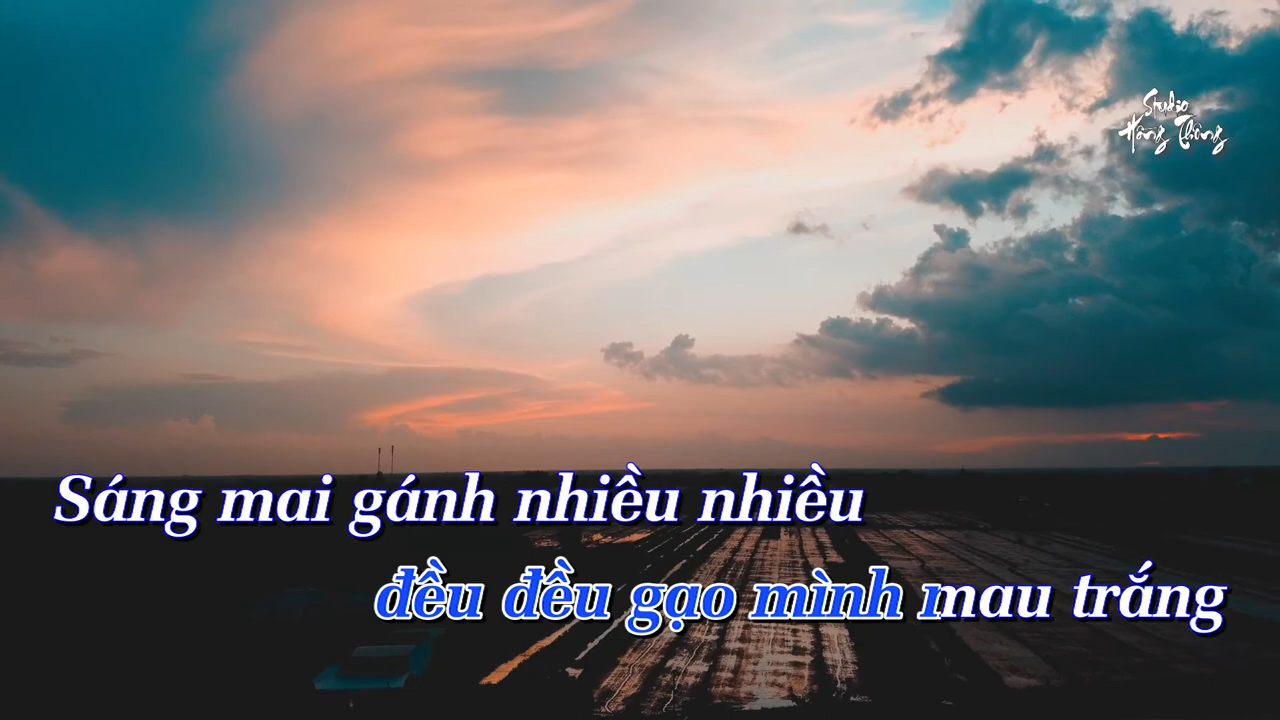 Studio
Hồng Thông
Sáng mai gánh nhiều nhiều
đều đều gạo mình mau trắng